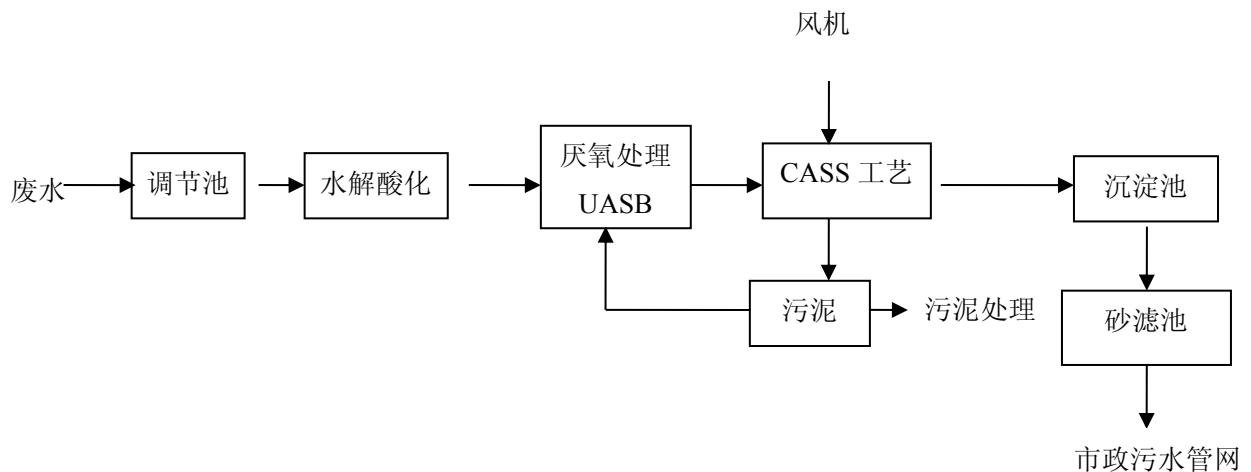 风机
废水
调节池
水解酸化
厌氧处理
UASB
CASS 工艺
沉淀池
污泥
污泥处理
砂滤池
市政污水管网